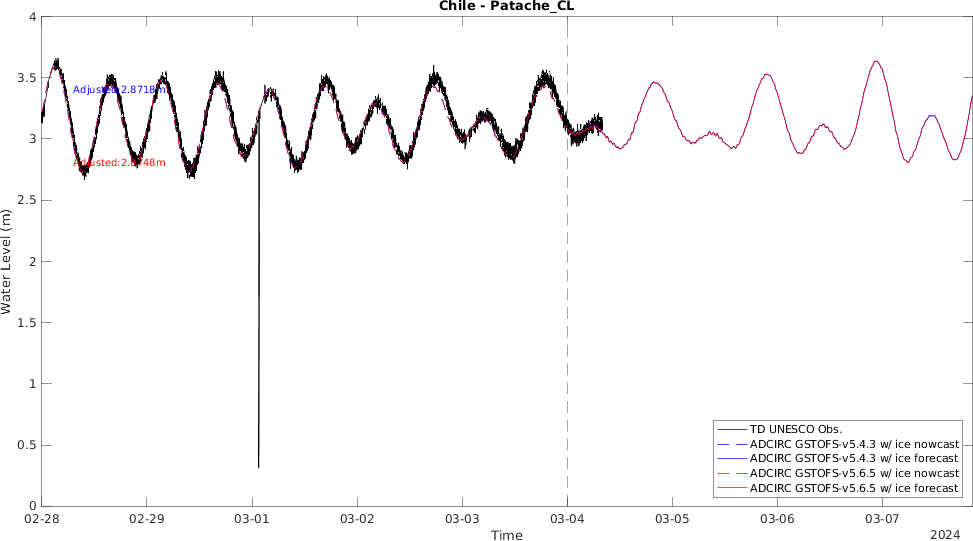 Chile - Patache_CL
4
3.5
3
2.5
2
1.5
1
0.5
0
Water Level (m)
Adjusted:2.8718m
02-28
02-29
03-01
03-02
03-03
03-04
03-05
03-06
03-07
Time
2024
TD UNESCO Obs.
ADCIRC GSTOFS-v5.4.3 w/ ice nowcast
ADCIRC GSTOFS-v5.4.3 w/ ice forecast
ADCIRC GSTOFS-v5.6.5 w/ ice nowcast
ADCIRC GSTOFS-v5.6.5 w/ ice forecast